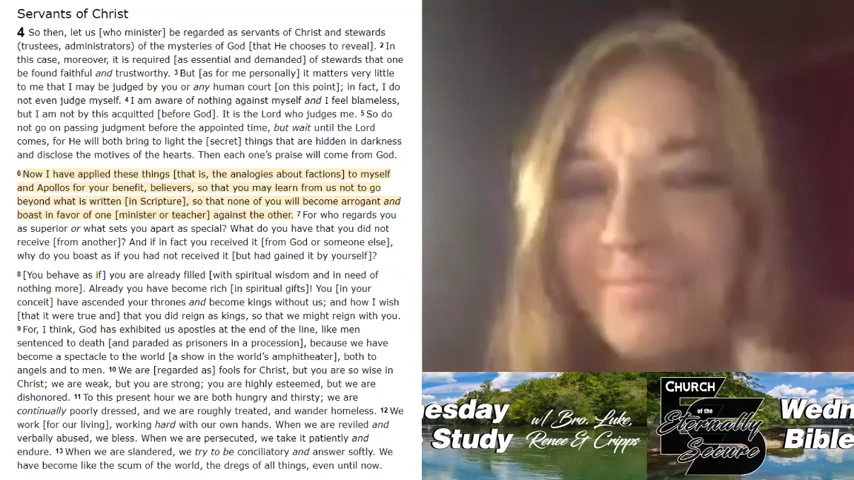 Servants of Christ
4 So then, let us [who minister] be regarded as servants of Christ and stewards
(trustees, administrators) of the mysteries of God [that He chooses to reveal]. 2 In
this case, moreover, it is required [as essential and demanded] of stewards that one
be found faithful and trustworthy. 3 But [as for me personally] it matters very little
to me that I may be judged by you or any human court [on this point]; in fact, I do
not even judge myself. 4 I am aware of nothing against myself and I feel blameless,
but I am not by this acquitted [before God]. It is the Lord who judges me. 5 So do
not go on passing judgment before the appointed time, but wait until the Lord
comes, for He will both bring to light the [secret] things that are hidden in darkness
and disclose the motives of the hearts. Then each one's praise will come from God.
6 Now I have applied these things [that is, the analogies about factions] to myself
and Apollos for your benefit, believers, so that you may learn from us not to go
beyond what is written [in Scripture], so that none of you will become arrogant and
boast in favor of one [minister or teacher] against the other. 7 For who regards you
as superior or what sets you apart as special? What do you have that you did not
receive [from another]? And if in fact you received it [from God or someone else],
why do you boast as if you had not received it [but had gained it by yourself]?
8 [You behave as if] you are already filled [with spiritual wisdom and in need of
nothing more]. Already you have become rich [in spiritual gifts]! You [in your
conceit] have ascended your thrones and become kings without us; and how I wish
[that it were true and] that you did reign as kings, so that we might reign with you.
9 For, I think, God has exhibited us apostles at the end of the line, like men
sentenced to death [and paraded as prisoners in a procession], because we have
become a spectacle to the world [a show in the world's amphitheater], both to
angels and to men. 10 We are [regarded as] fools for Christ, but you are so wise in
Christ; we are weak, but you are strong; you are highly esteemed, but we are
dishonored. 11 To this present hour we are both hungry and thirsty; we are
continually poorly dressed, and we are roughly treated, and wander homeless. 12 We
work [for our living], working hard with our own hands. When we are reviled and
verbally abused, we bless. When we are persecuted, we take it patiently and
endure. 13 When we are slandered, we try to be conciliatory and answer softly. We
have become like the scum of the world, the dregs of all things, even until now.
esday
Study
w/ Bro. Luke,
Renee & Cripps
CHURCH
of the
Eternally
Secure
Wedn
Bible